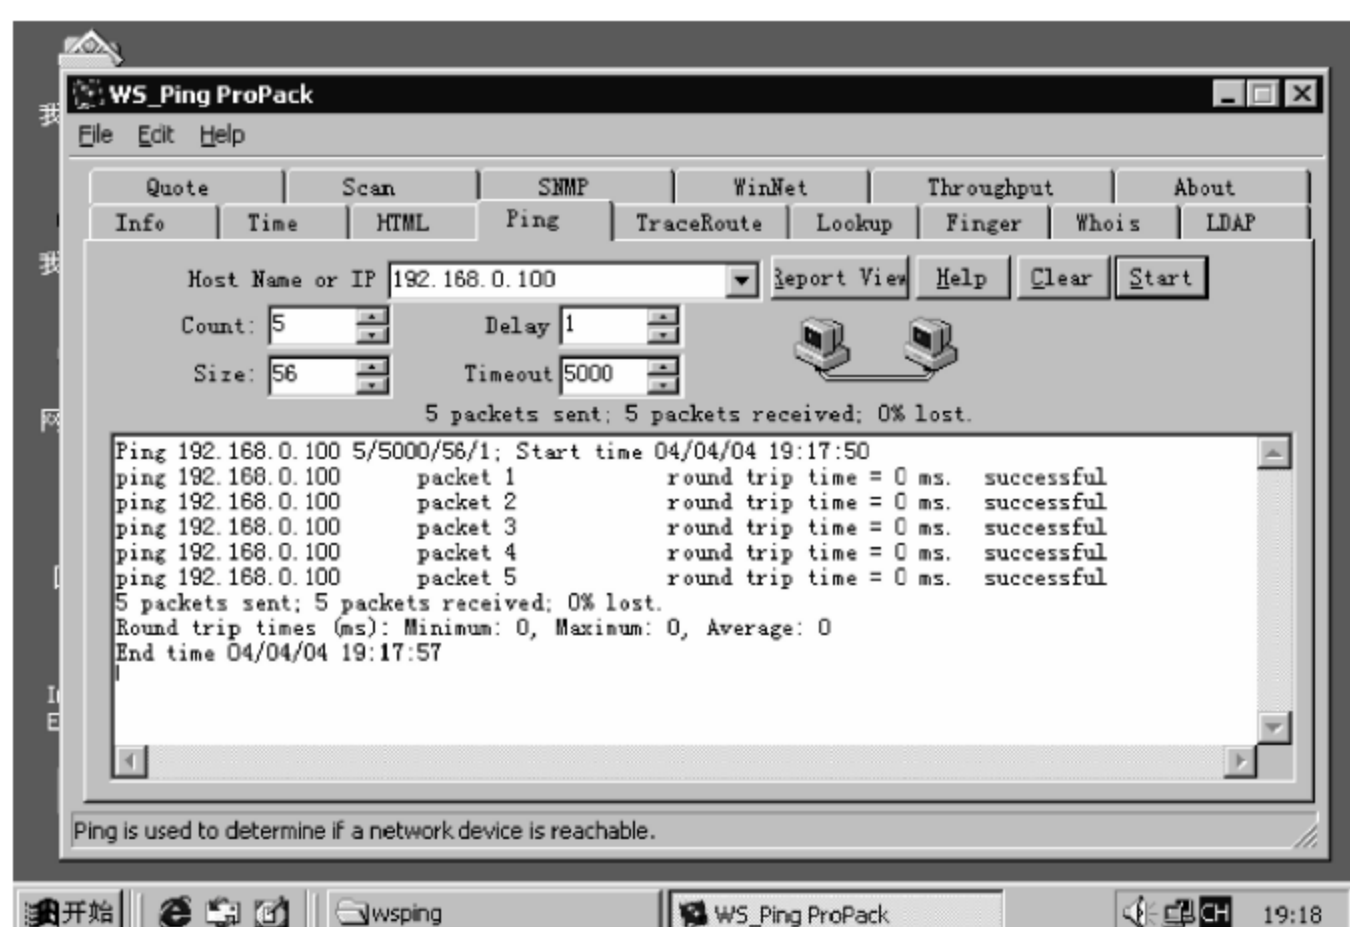 WS_Ping ProPack
File Edit Help
Quote Scan SNMP WinNet Throughput About
Info Time HTML Ping TraceRoute Lookup Finger Whois LDAP
Host Name or IP 192.168.0.100 Report View Help Clear Start
Count: 5 Delay 1
Size: 56 Timeout 5000
5 packets sent; 5 packets received; 0% lost.
Ping 192.168.0.100 5/5000/56/1; Start time 04/04/04 19:17:50
ping 192.168.0.100 packet 1 round trip time = 0 ms. successful
ping 192.168.0.100 packet 2 round trip time = 0 ms. successful
ping 192.168.0.100 packet 3 round trip time = 0 ms. successful
ping 192.168.0.100 packet 4 round trip time = 0 ms. successful
ping 192.168.0.100 packet 5 round trip time = 0 ms. successful
5 packets sent; 5 packets received; 0% lost.
Round trip times (ms): Minimum: 0, Maximum: 0, Average: 0
End time 04/04/04 19:17:57
Ping is used to determine if a network device is reachable.
我
我
网
开始 wsping WS_Ping ProPack CH 19:18